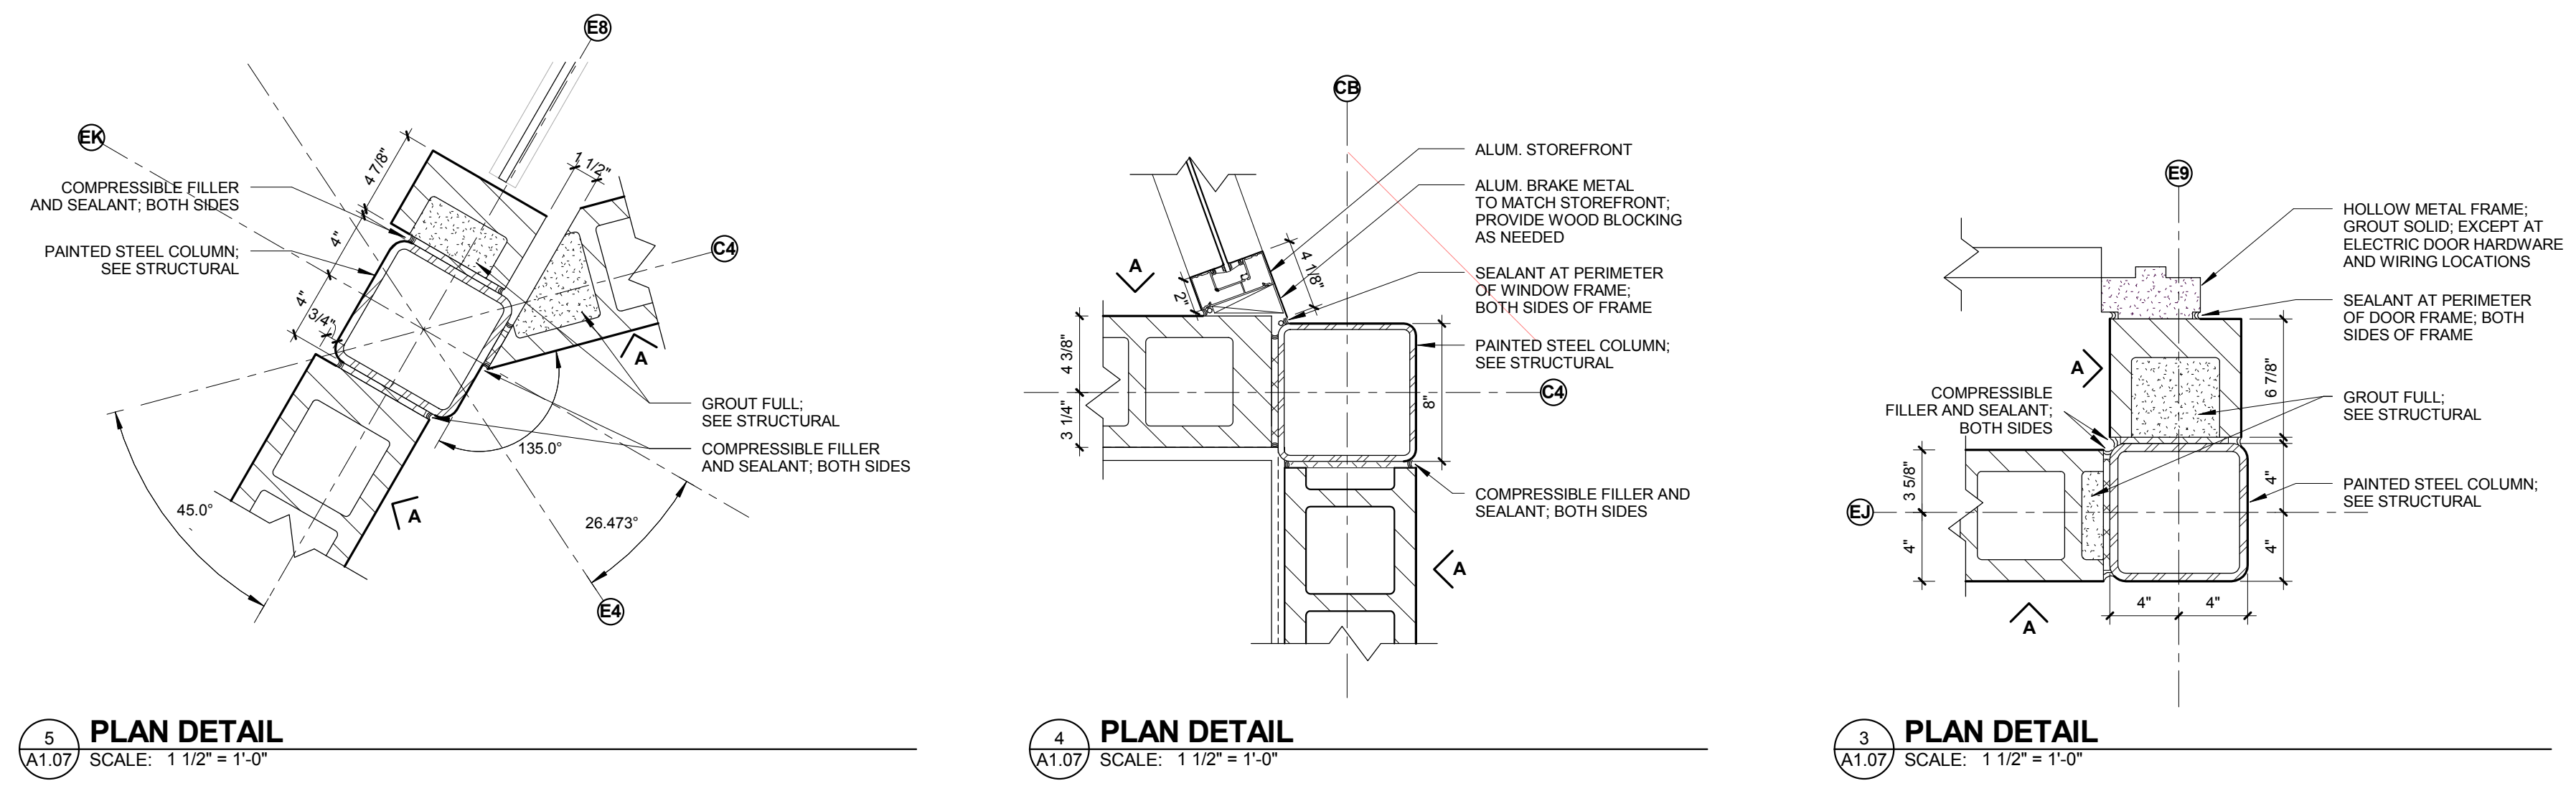 E8
EK
4 7/8"
1 1/2"
COMPRESSIBLE FILLER
AND SEALANT; BOTH SIDES
4"
PAINTED STEEL COLUMN;
SEE STRUCTURAL
C4
4"
3/4"
A
GROUT FULL;
SEE STRUCTURAL
135.0°
COMPRESSIBLE FILLER
AND SEALANT; BOTH SIDES
45.0°
A
26.473°
E4
5
A1.07
PLAN DETAIL
SCALE: 1 1/2" = 1'-0"
CB
ALUM. STOREFRONT
ALUM. BRAKE METAL
TO MATCH STOREFRONT;
PROVIDE WOOD BLOCKING
AS NEEDED
A
4 1/8"
2"
SEALANT AT PERIMETER
OF WINDOW FRAME;
BOTH SIDES OF FRAME
PAINTED STEEL COLUMN;
SEE STRUCTURAL
4 3/8"
3 1/4"
8"
C4
COMPRESSIBLE FILLER AND
SEALANT; BOTH SIDES
A
4
A1.07
PLAN DETAIL
SCALE: 1 1/2" = 1'-0"
E9
HOLLOW METAL FRAME;
GROUT SOLID; EXCEPT AT
ELECTRIC DOOR HARDWARE
AND WIRING LOCATIONS
SEALANT AT PERIMETER
OF DOOR FRAME; BOTH
SIDES OF FRAME
A
6 7/8"
COMPRESSIBLE
FILLER AND SEALANT;
BOTH SIDES
GROUT FULL;
SEE STRUCTURAL
3 5/8"
4"
PAINTED STEEL COLUMN;
SEE STRUCTURAL
EJ
4"
4"
4"
4"
A
3
A1.07
PLAN DETAIL
SCALE: 1 1/2" = 1'-0"